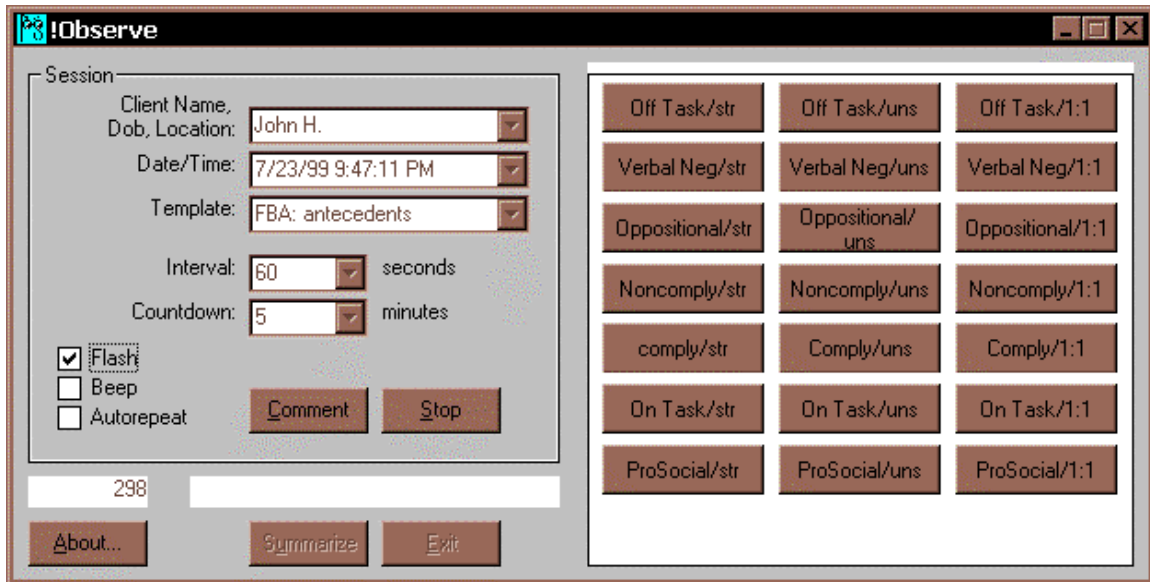 !Observe
Session
Client Name,
Dob, Location:
John H.
Date/Time:
7/23/99 9:47:11 PM
Template:
FBA: antecedents
Interval:
60
seconds
Countdown:
5
minutes
Flash
Beep
Autorepeat
Comment
Stop
298
About...
Summarize
Exit
Off Task/str
Off Task/uns
Off Task/1:1
Verbal Neg/str
Verbal Neg/uns
Verbal Neg/1:1
Oppositional/str
Oppositional/
uns
Oppositional/1:1
Noncomply/str
Noncomply/uns
Noncomply/1:1
comply/str
Comply/uns
Comply/1:1
On Task/str
On Task/uns
On Task/1:1
ProSocial/str
ProSocial/uns
ProSocial/1:1